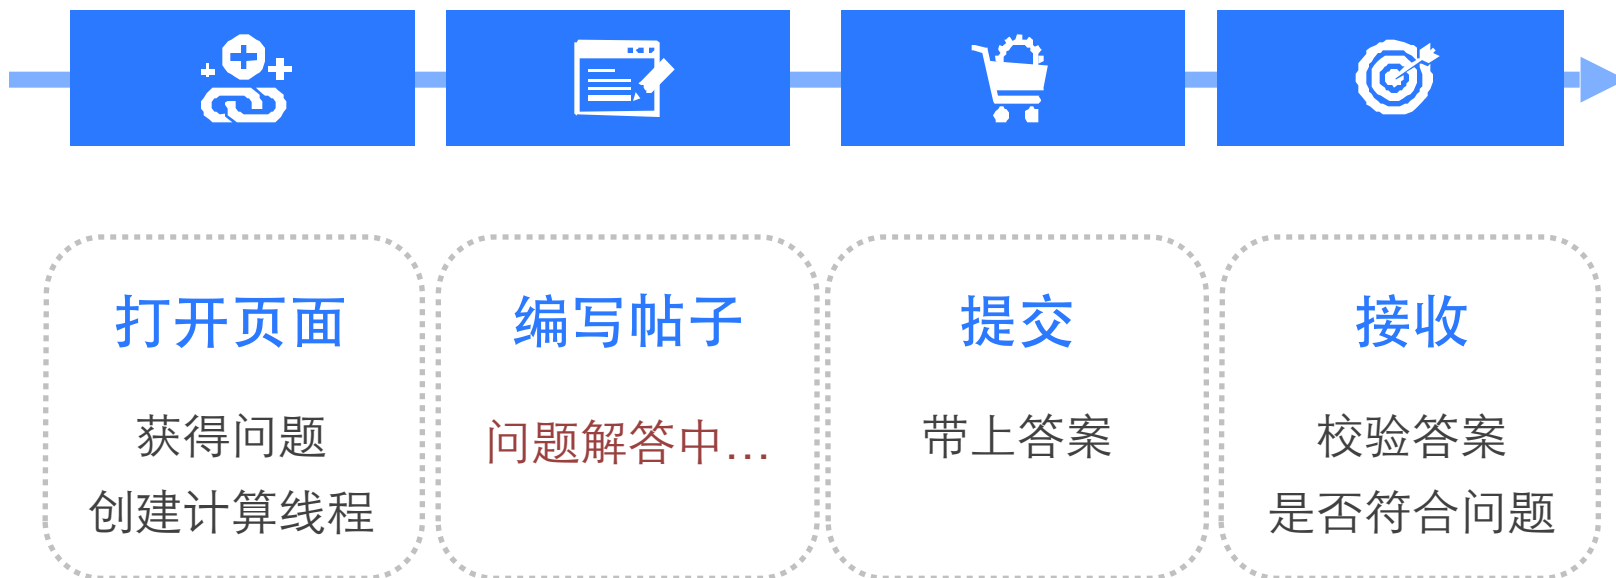 打开页面
获得问题
创建计算线程
编写帖子
问题解答中...
提交
带上答案
接收
校验答案
是否符合问题